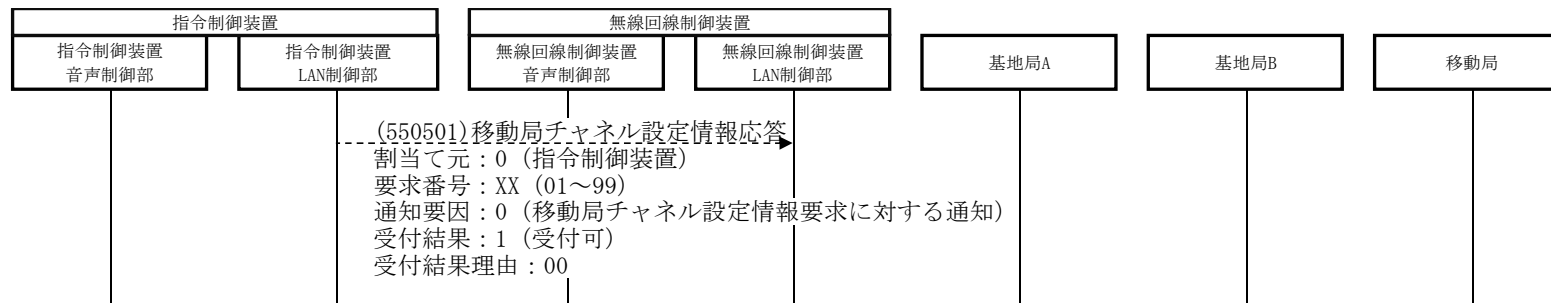 指令制御装置
無線回線制御装置
指令制御装置
音声制御部
指令制御装置
LAN制御部
無線回線制御装置
音声制御部
無線回線制御装置
LAN制御部
基地局A
基地局B
移動局
(550501)移動局チャネル設定情報応答
割当て元：0（指令制御装置）
要求番号：XX（01～99）
通知要因：0（移動局チャネル設定情報要求に対する通知）
受付結果：1（受付可）
受付結果理由：00